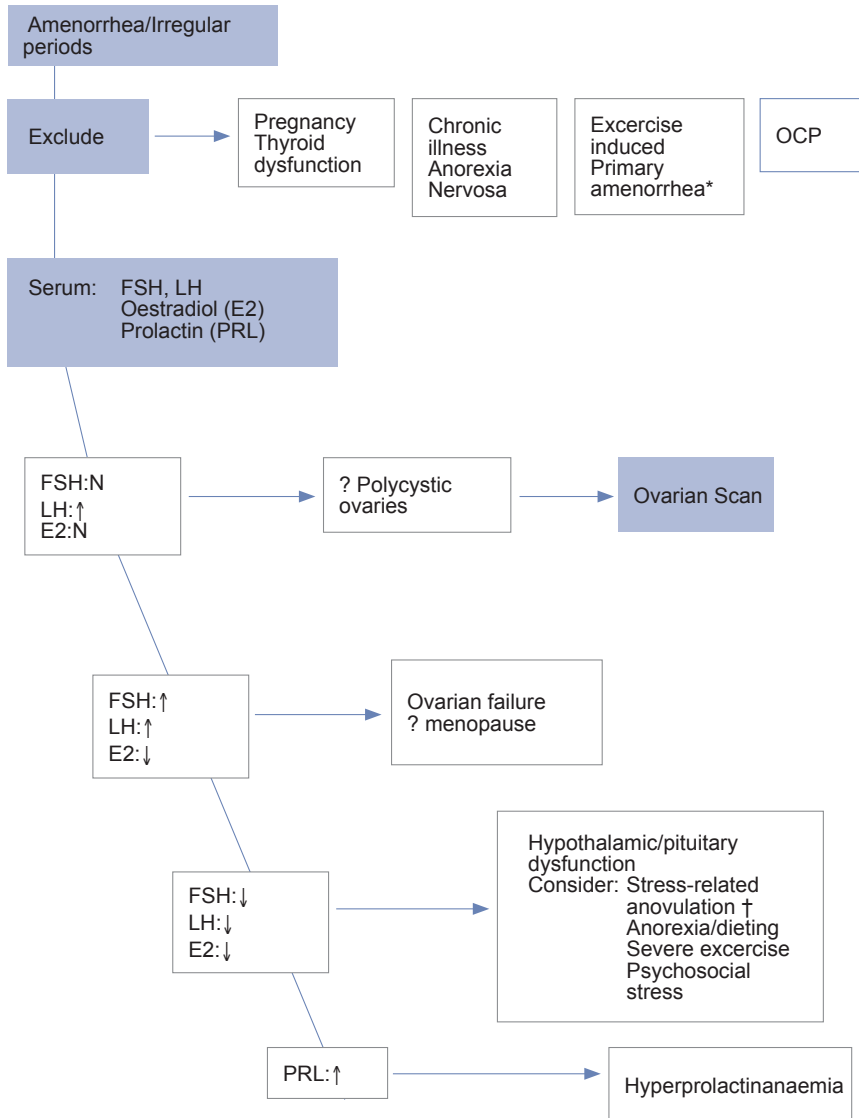 Amenorrhea/Irregular
periods
Exclude
Pregnancy
Thyroid
dysfunction
Chronic
illness
Anorexia
Nervosa
Excercise
induced
Primary
amenorrhea*
OCP
Serum: FSH, LH
Oestradiol (E2)
Prolactin (PRL)
FSH:N
LH:↑
E2:N
? Polycystic
ovaries
Ovarian Scan
FSH:↑
LH:↑
E2:↓
Ovarian failure
? menopause
FSH:↓
LH:↓
E2:↓
Hypothalamic/pituitary
dysfunction
Consider: Stress-related
anovulation †
Anorexia/dieting
Severe excercise
Psychosocial
stress
PRL:↑
Hyperprolactinanaemia